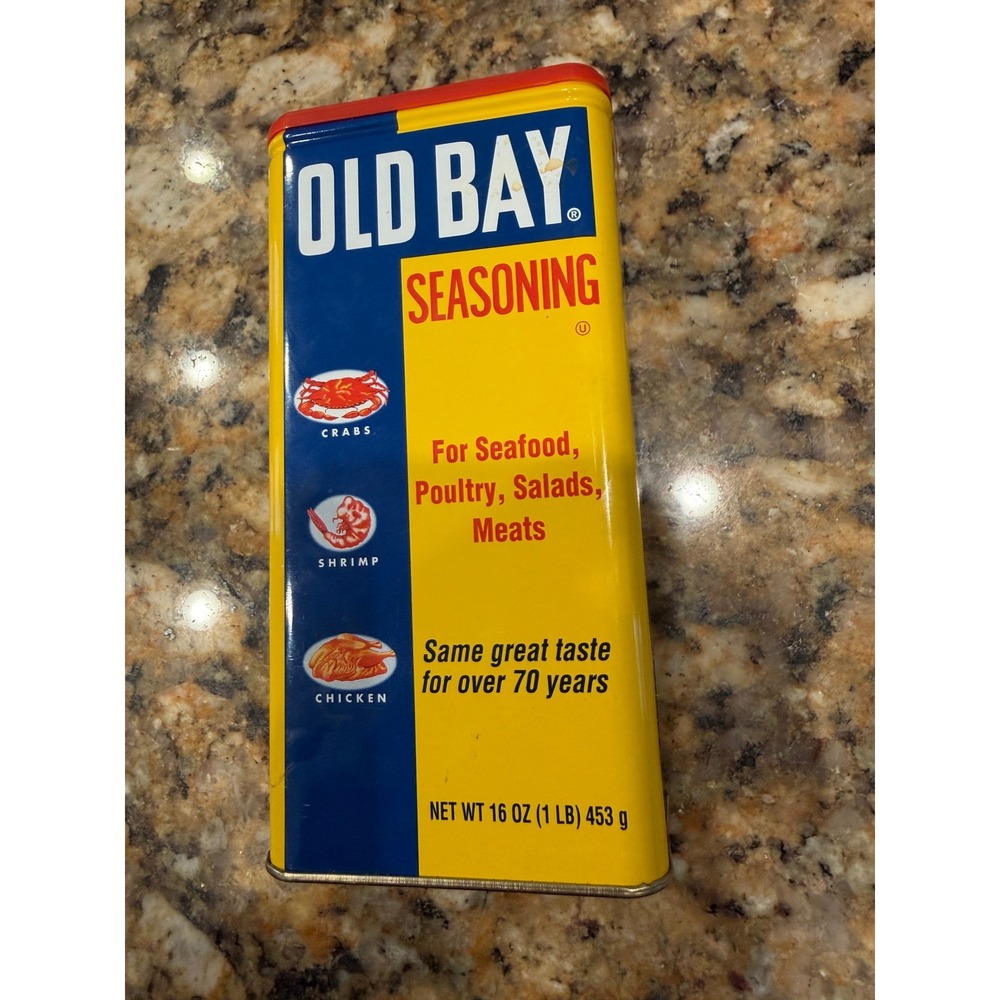 OLD BAY®
SEASONING
U
CRABS
For Seafood,
Poultry, Salads,
Meats
SHRIMP
Same great taste
for over 70 years
CHICKEN
NET WT 16 OZ (1 LB) 453 g